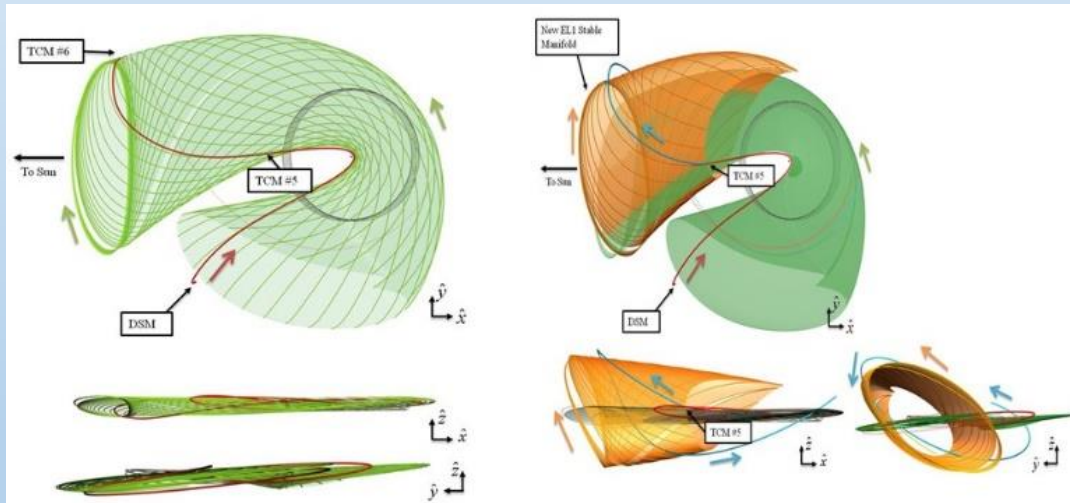 TCM #6
To Sun
TCM #5
DSM
ŷ
x̂
ẑ
x̂
ẑ
ŷ
New EL1 Stable
Manifold
To Sun
TCM #5
DSM
ŷ
x̂
TCM #5
ẑ
x̂
ẑ
ŷ